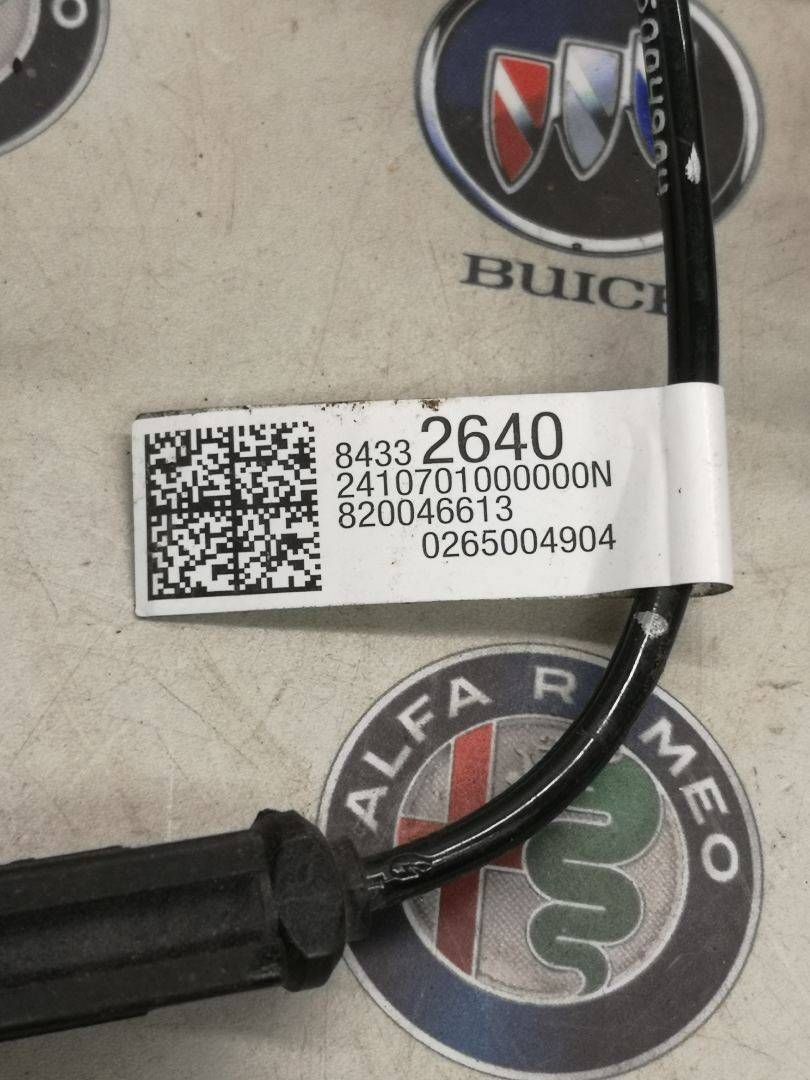 BUICK
8433 2640
2410701000000N
820046613
0265004904
ALFA ROMEO